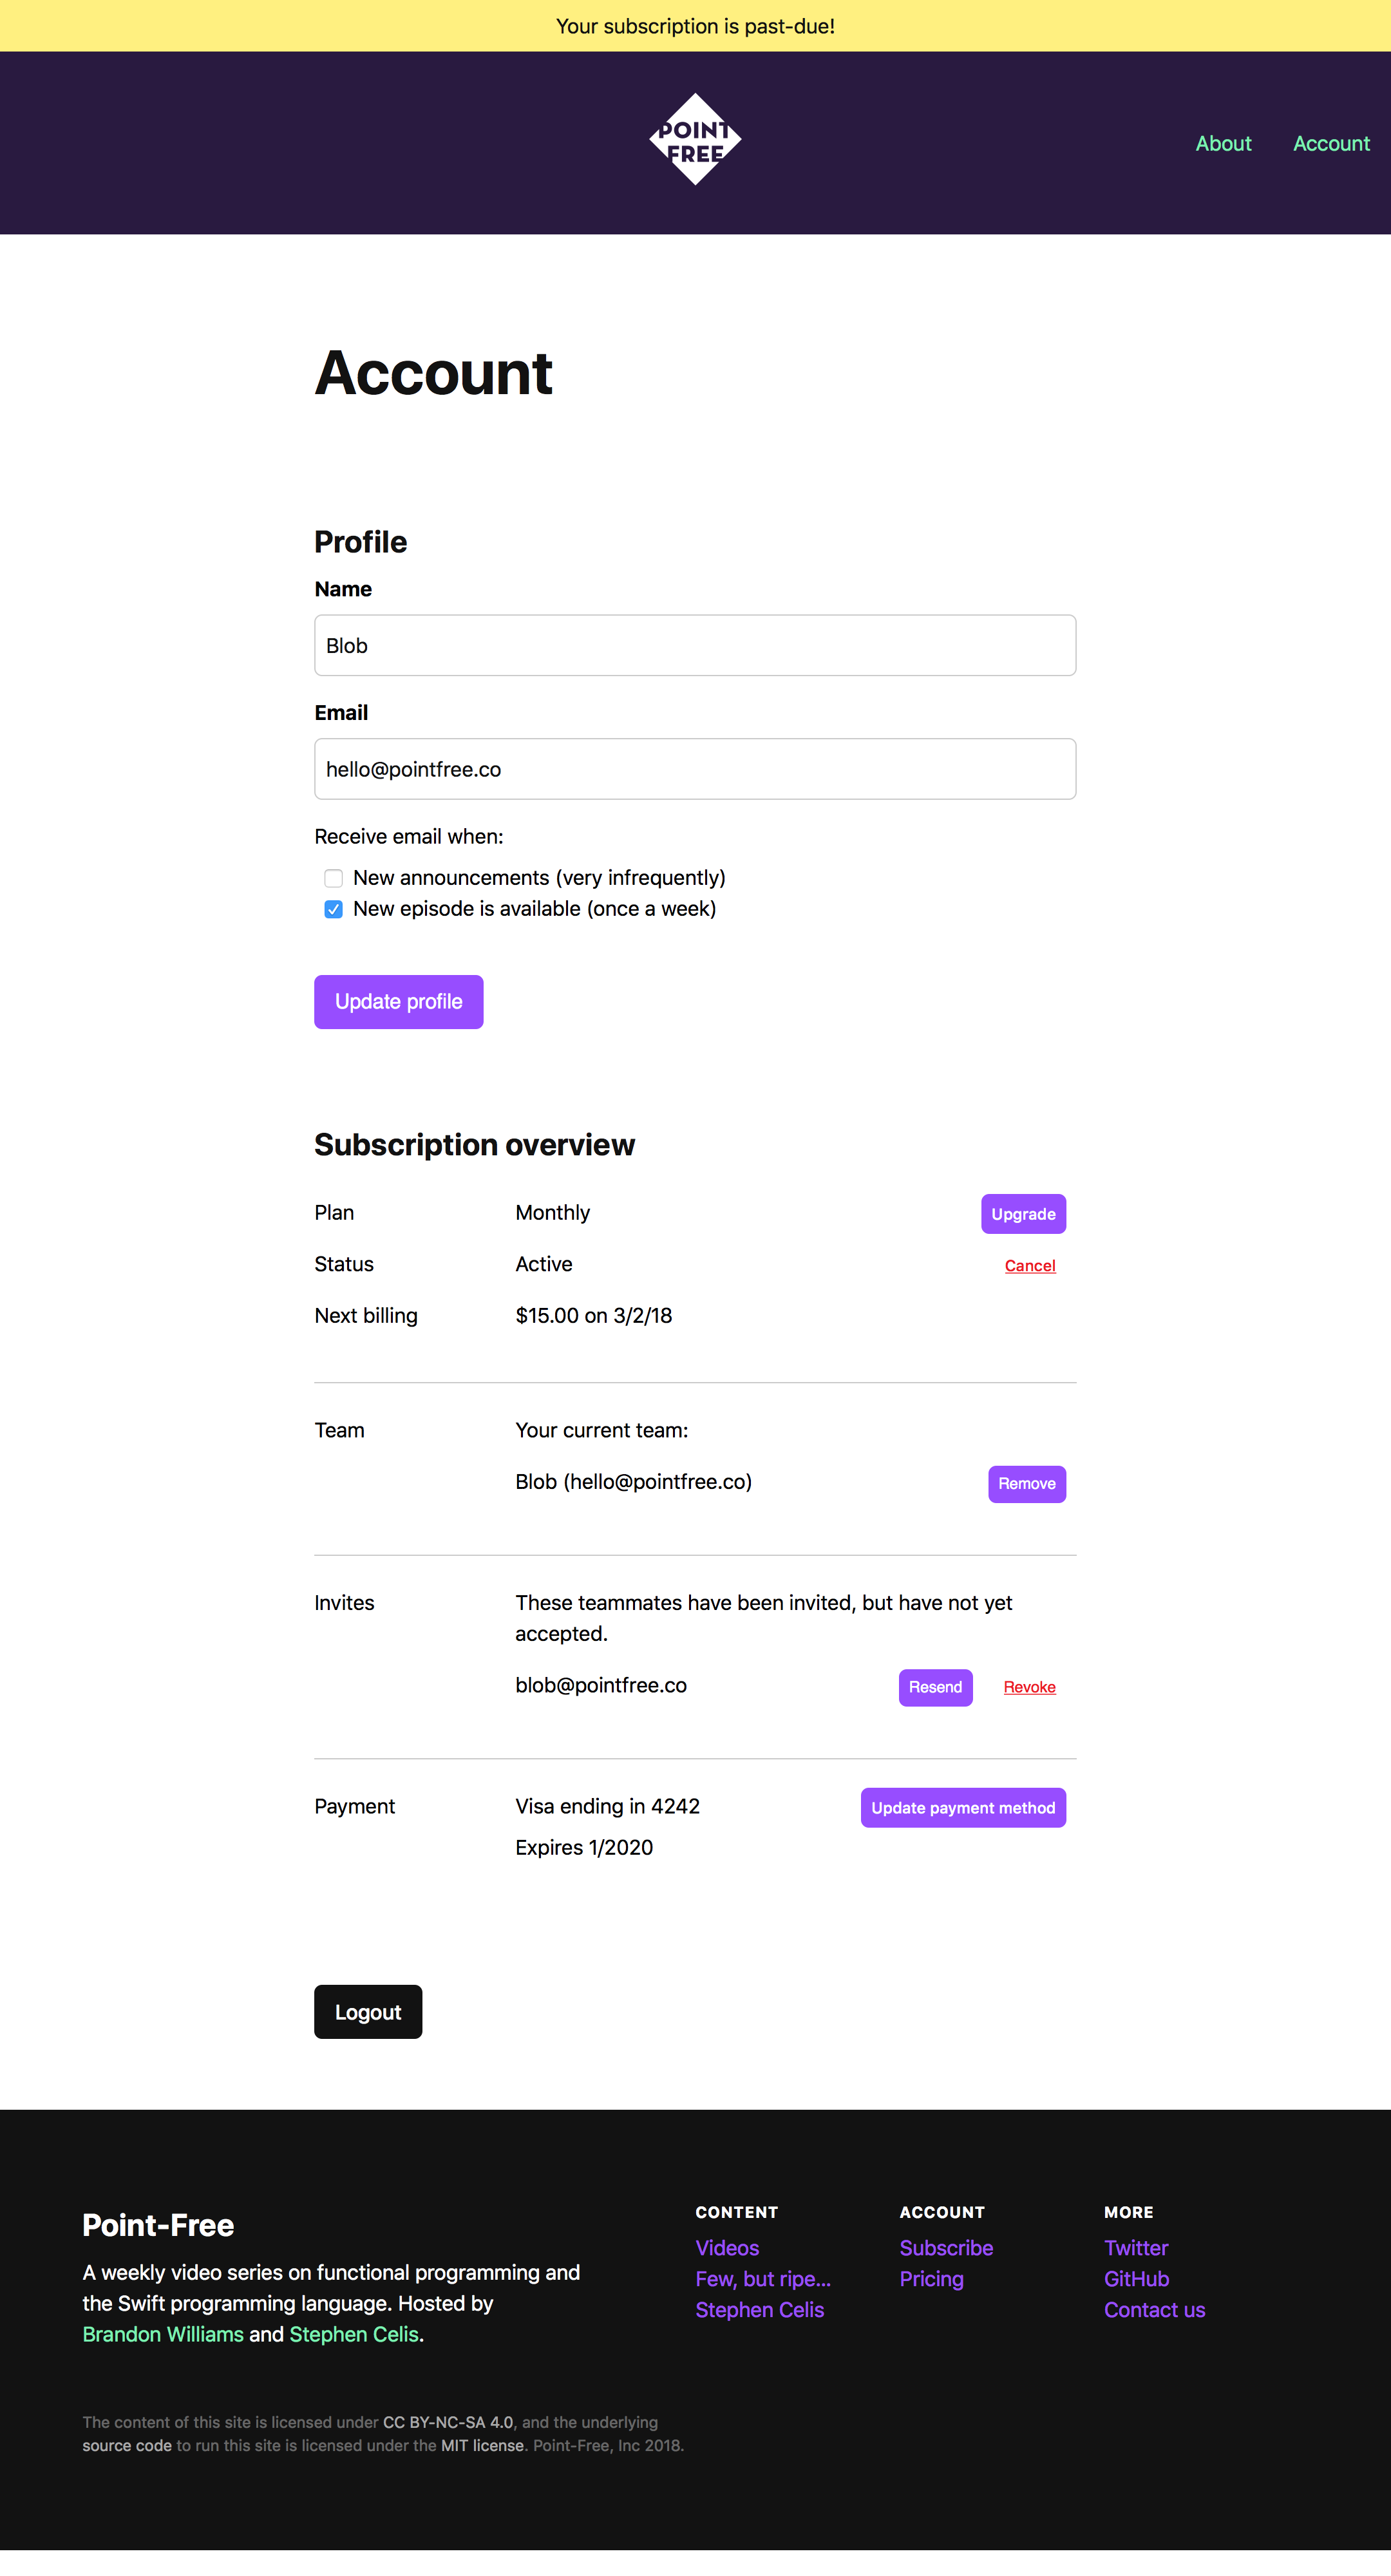 Your subscription is past-due!
POINT
FREE
About
Account
Account
Profile
Name
Blob
Email
hello@pointfree.co
Receive email when:
New announcements (very infrequently)
New episode is available (once a week)
Update profile
Subscription overview
Plan
Monthly
Upgrade
Status
Active
Cancel
Next billing
$15.00 on 3/2/18
Team
Your current team:
Blob (hello@pointfree.co)
Remove
Invites
These teammates have been invited, but have not yet
accepted.
blob@pointfree.co
Resend
Revoke
Payment
Visa ending in 4242
Update payment method
Expires 1/2020
Logout
Point-Free
A weekly video series on functional programming and
the Swift programming language. Hosted by
Brandon Williams and Stephen Celis.
CONTENT
Videos
Few, but ripe...
Stephen Celis
ACCOUNT
Subscribe
Pricing
MORE
Twitter
GitHub
Contact us
The content of this site is licensed under CC BY-NC-SA 4.0, and the underlying
source code to run this site is licensed under the MIT license. Point-Free, Inc 2018.